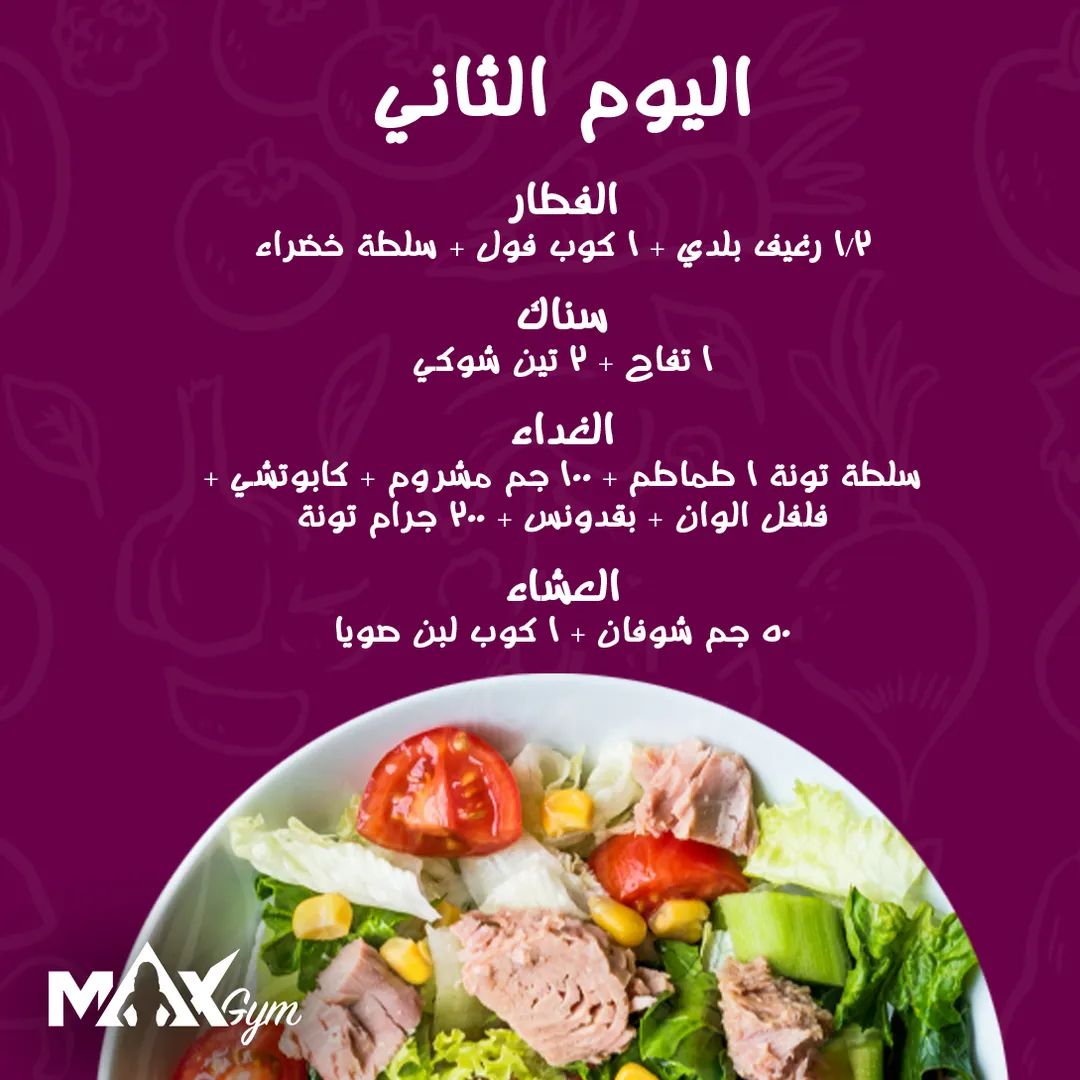 اليوم الثاني
الفطار
١/٢ رغيف بلدي + ١ كوب فول + سلطة خضراء
سناك
١ تفاح + ٢ تين شوكي
الغداء
سلطة تونة ١ طماطم + ١٠٠ جم مشروم + كابوتشي +
فلفل الوان + بقدونس + ٢٠٠ جرام تونة
العشاء
٥٠ جم شوفان + ١ كوب لبن صويا
MAX Gym